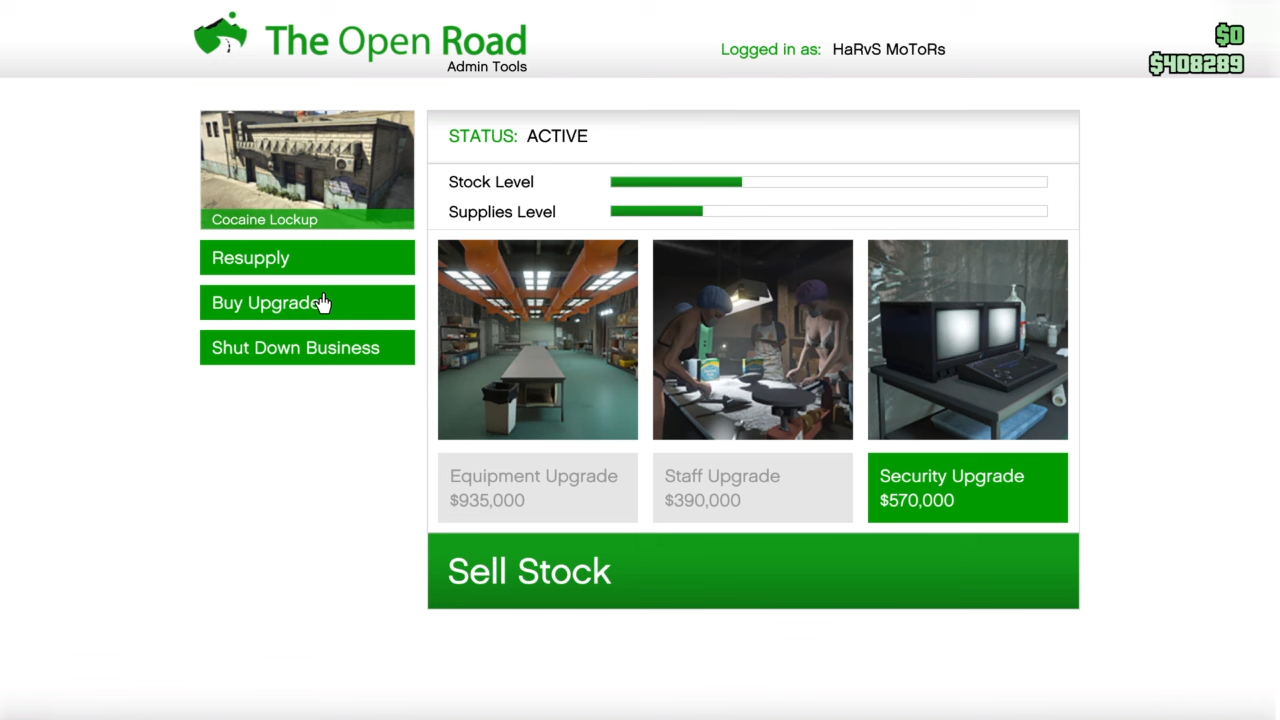 The Open Road
Admin Tools
Logged in as: HaRvS MoToRs
$0
$408289
Cocaine Lockup
Resupply
Buy Upgrade
Shut Down Business
STATUS: ACTIVE
Stock Level
Supplies Level
Equipment Upgrade
$935,000
Staff Upgrade
$390,000
Security Upgrade
$570,000
Sell Stock